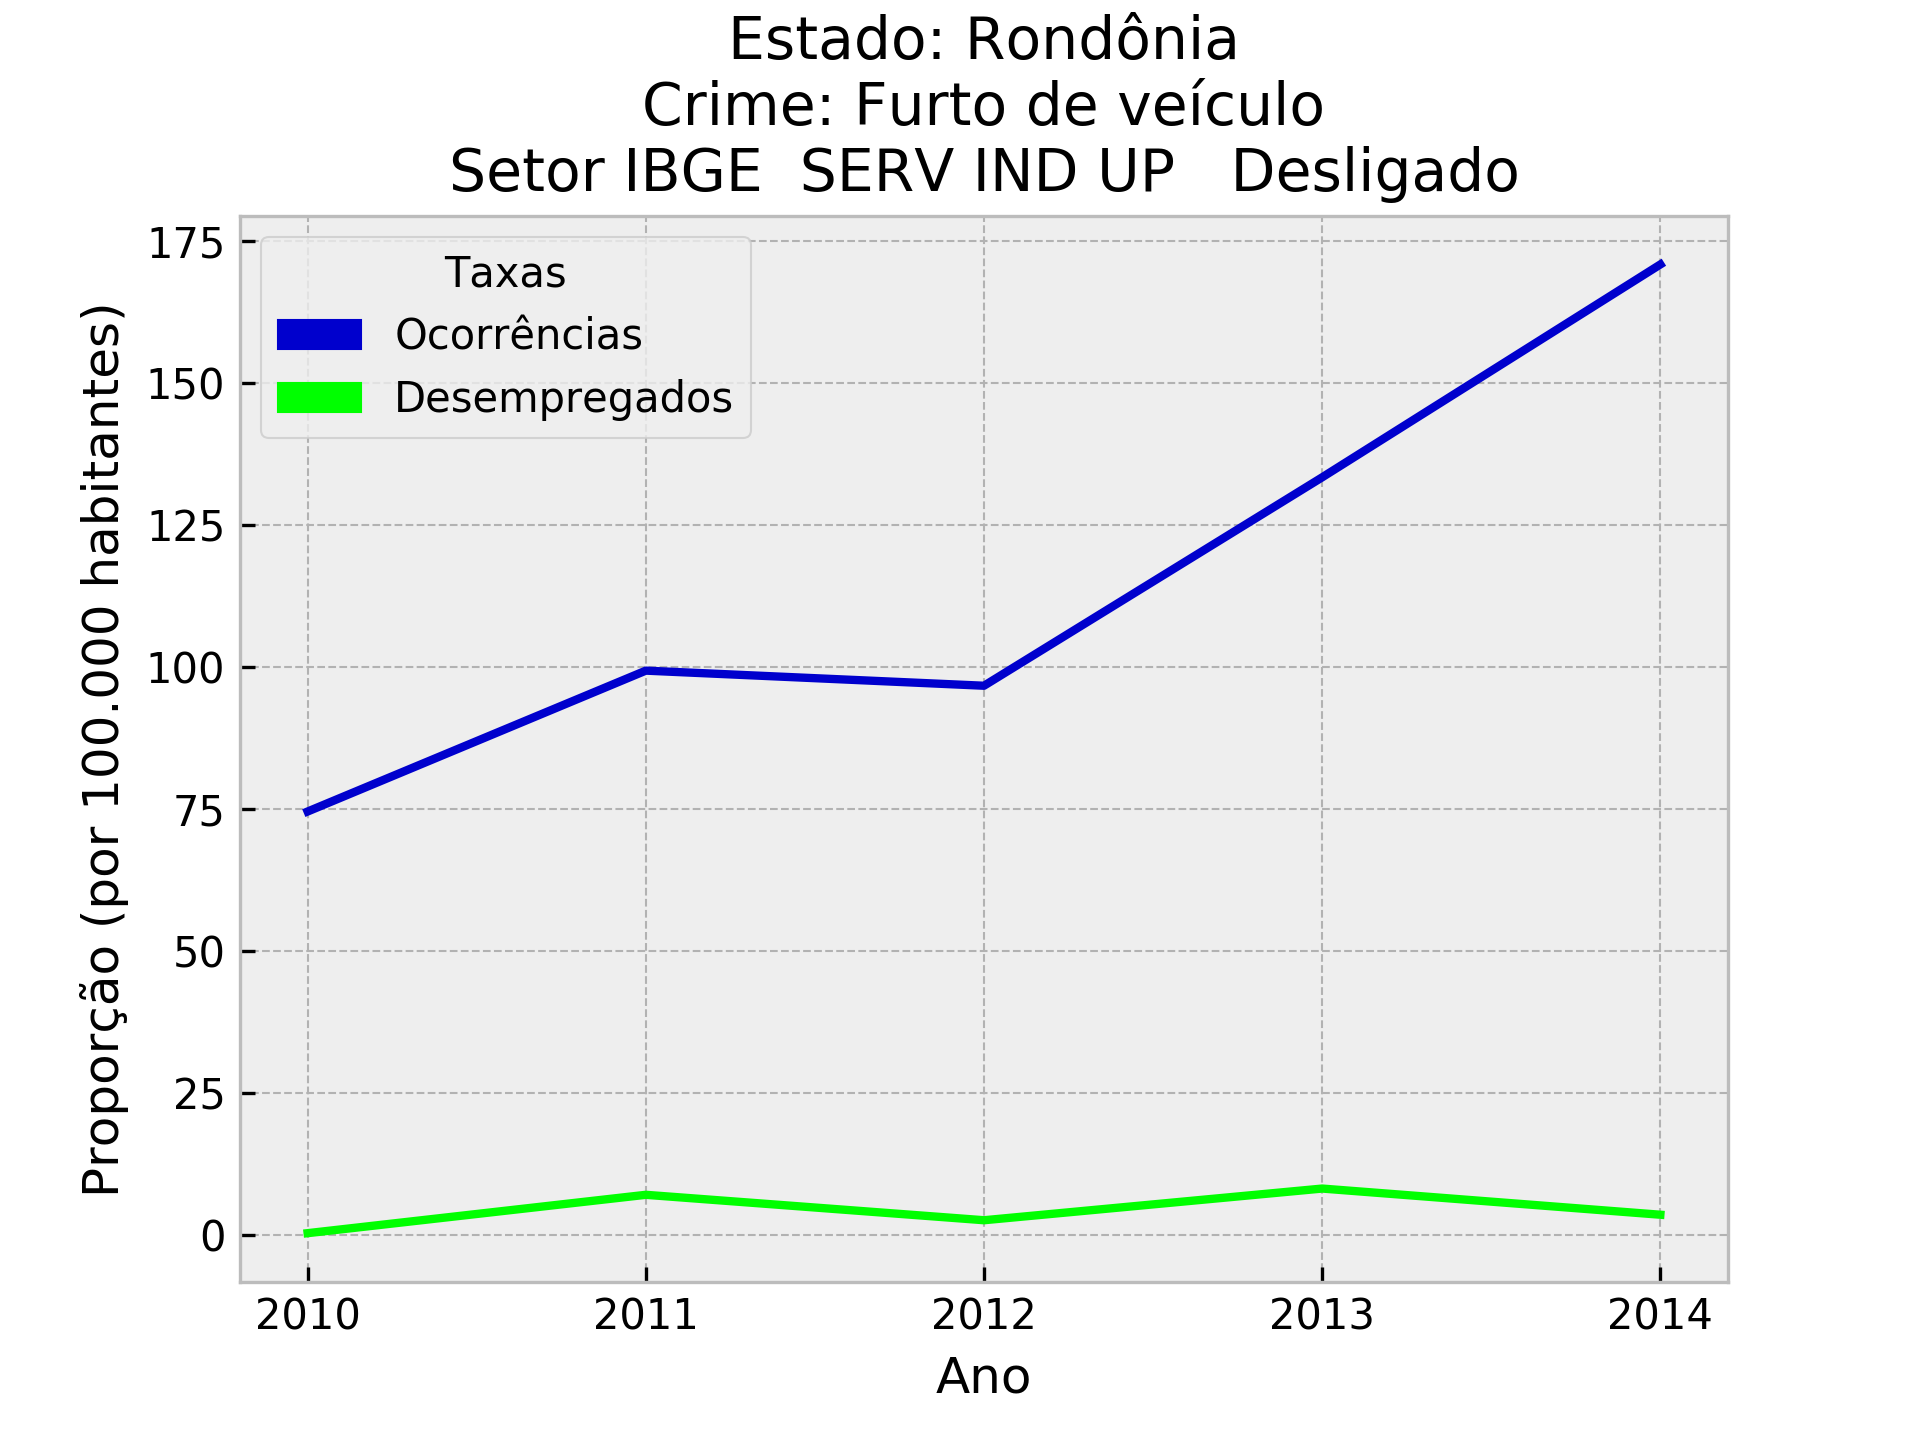 Estado: Rondônia
Crime: Furto de veículo
Setor IBGE  SERV IND UP   Desligado
Proporção (por 100.000 habitantes)
175
150
125
100
75
50
25
0
Taxas
Ocorrências
Desempregados
2010 2011 2012 2013 2014
Ano